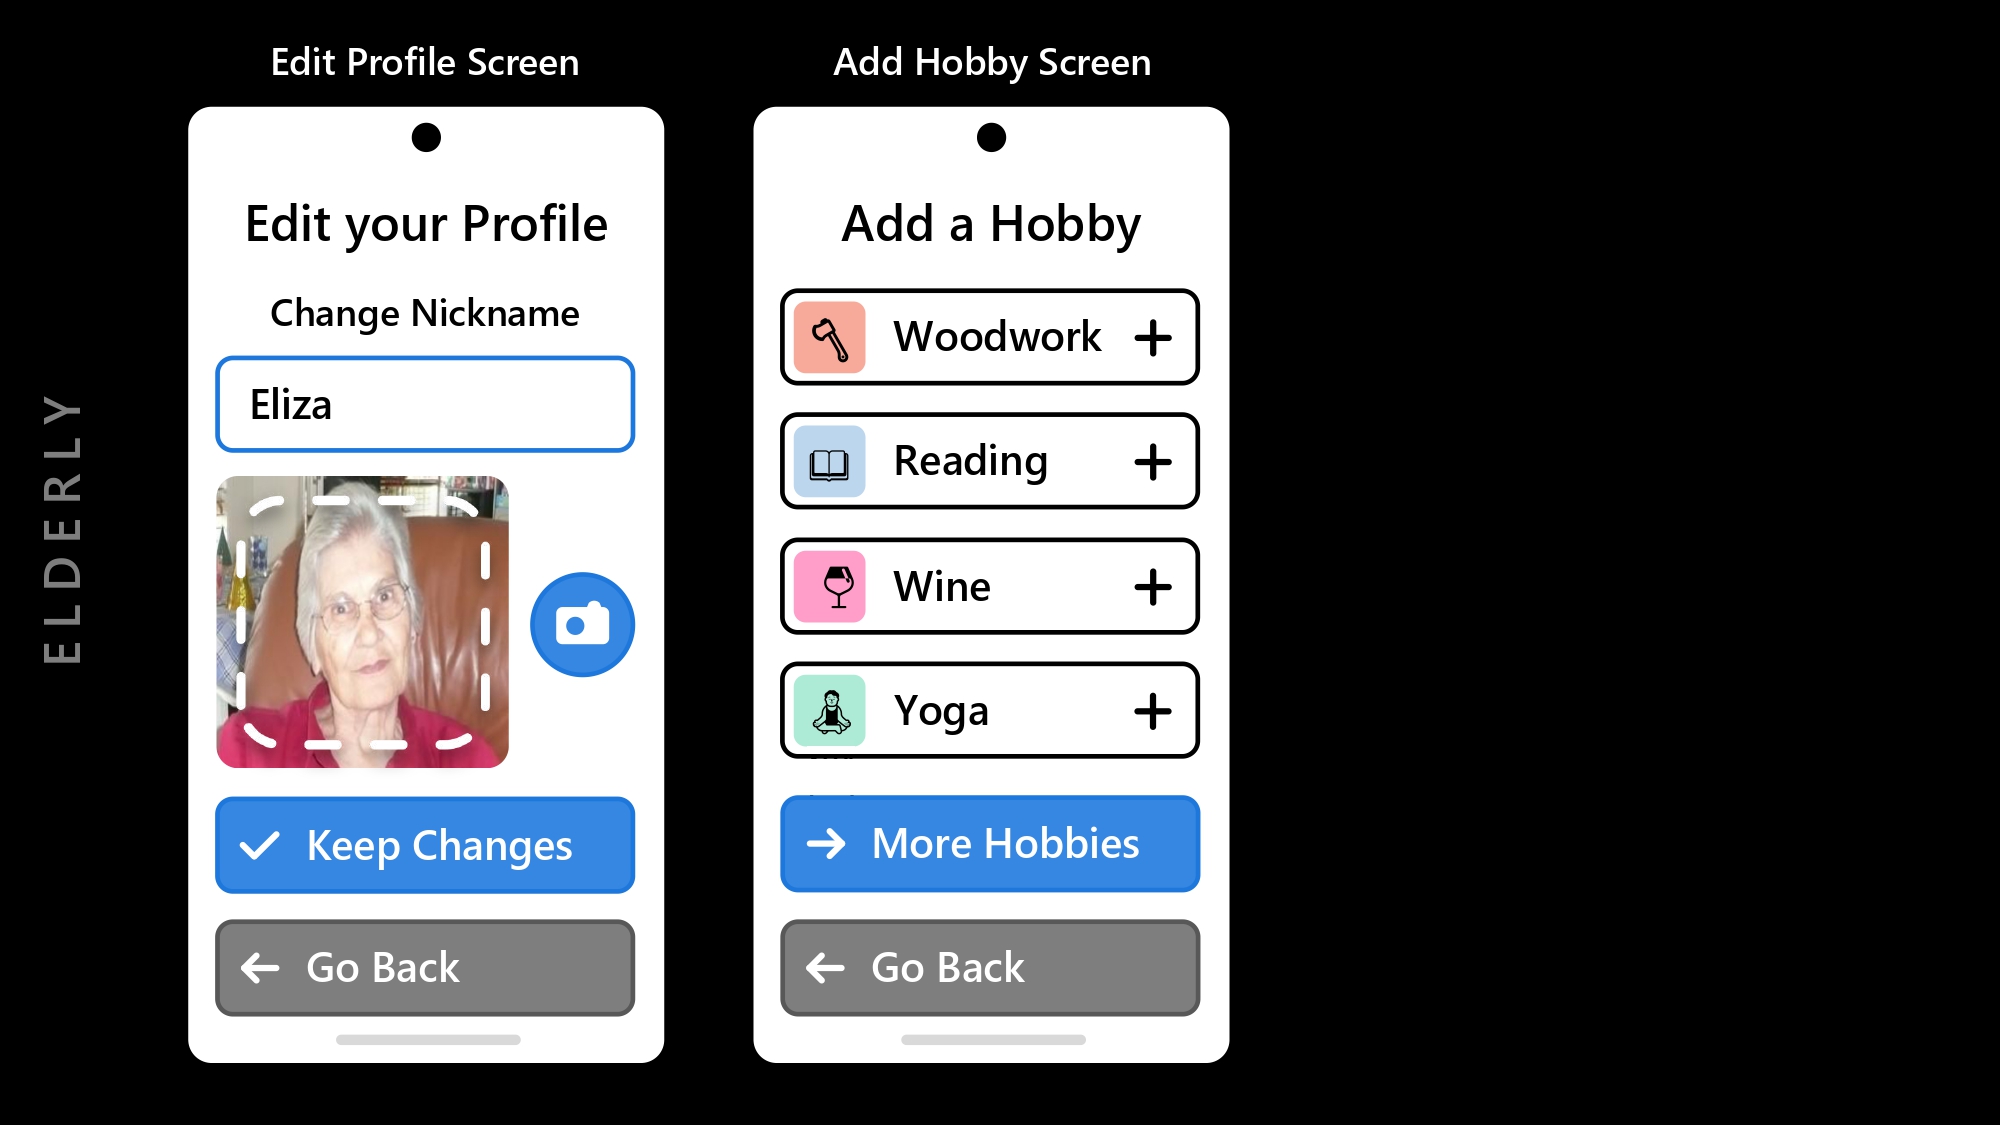 ELDERLY
Edit Profile Screen
Edit your Profile
Change Nickname
Eliza
Keep Changes
Go Back
Add Hobby Screen
Add a Hobby
Woodwork
Reading
Wine
Yoga
More Hobbies
Go Back